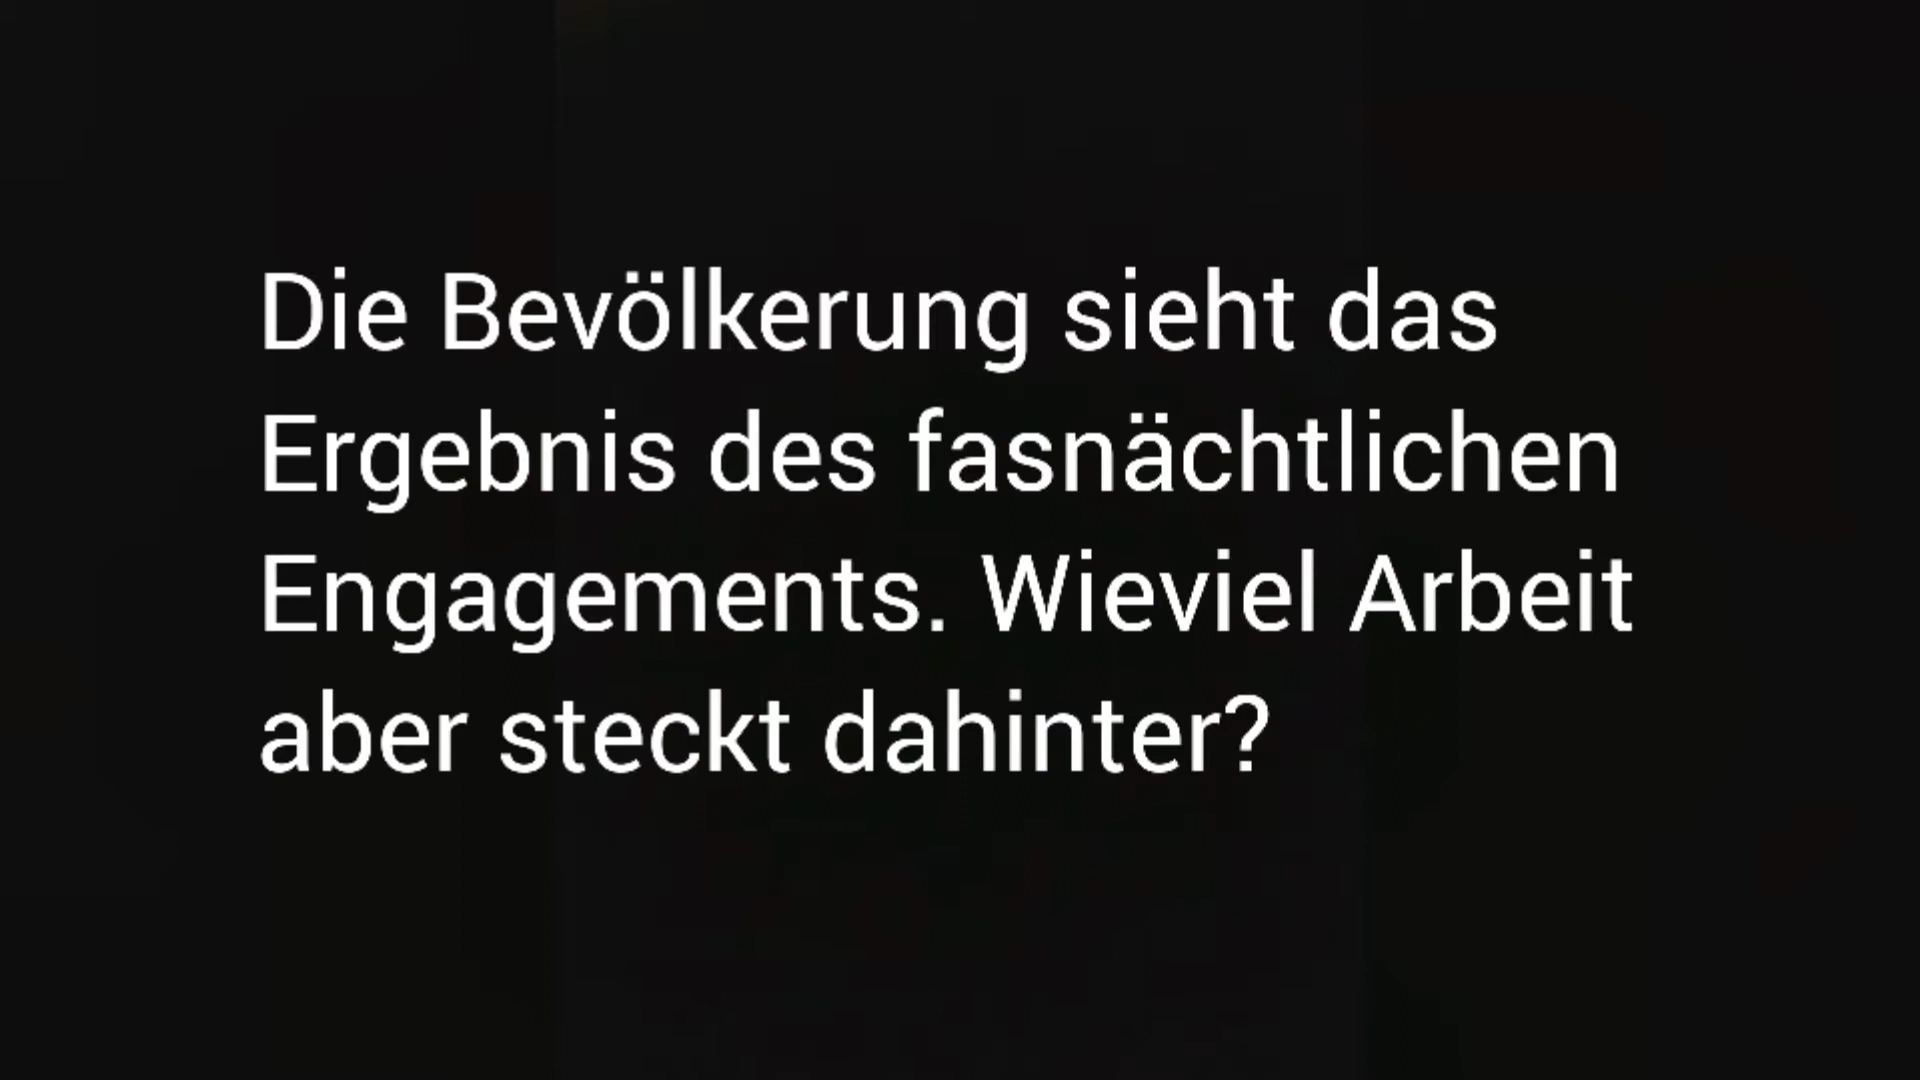 Die Bevölkerung sieht das
Ergebnis des fasnächtlichen
Engagements. Wieviel Arbeit
aber steckt dahinter?